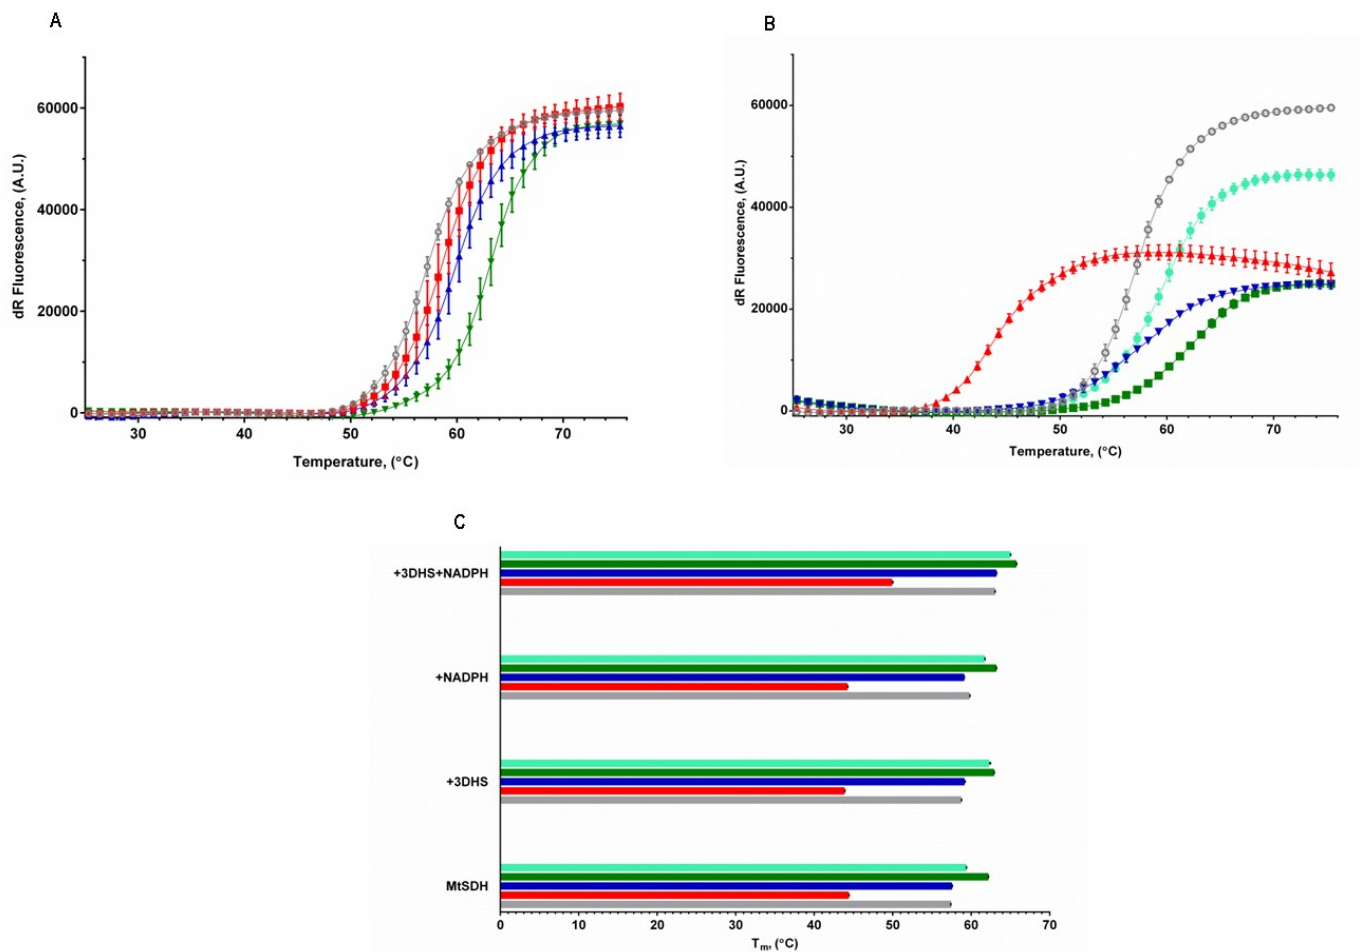 A
60000
40000
20000
0
dR Fluorescence, (A.U.)
30 40 50 60 70
Temperature, (°C)
B
60000
40000
20000
0
dR Fluorescence, (A.U.)
30 40 50 60 70
Temperature, (°C)
C
+3DHS+NADPH
+NADPH
+3DHS
MtSDH
0 10 20 30 40 50 60 70
Tm, (°C)